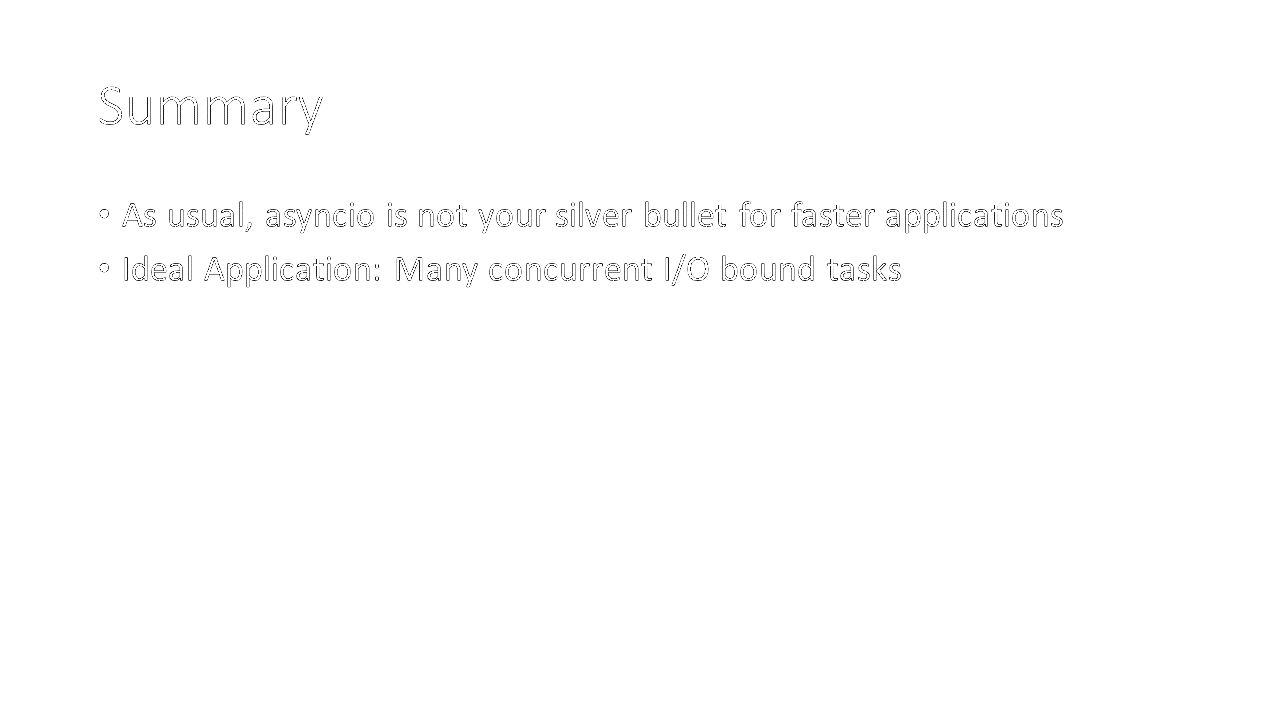 Summary
• As usual, asyncio is not your silver bullet for faster applications
• Ideal Application: Many concurrent I/O bound tasks